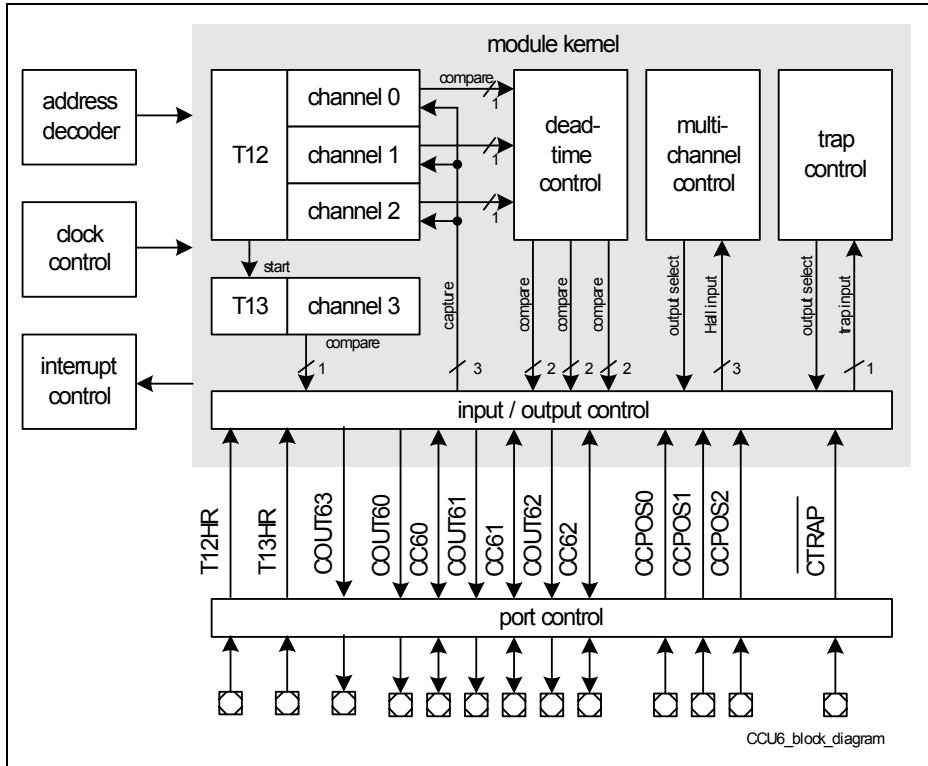 module kernel
address
decoder
clock
control
interrupt
control
T12
channel 0
channel 1
channel 2
compare
1
1
1
dead-
time
control
multi-
channel
control
trap
control
start
T13
channel 3
compare
1
capture
3
compare
2
compare
2
compare
2
output select
Hall input
3
output select
trap input
1
input / output control
T12HR
T13HR
COUT63
COUT60
CC60
COUT61
CC61
COUT62
CC62
CCPOS0
CCPOS1
CCPOS2
CTRAP
port control
CCU6_block_diagram